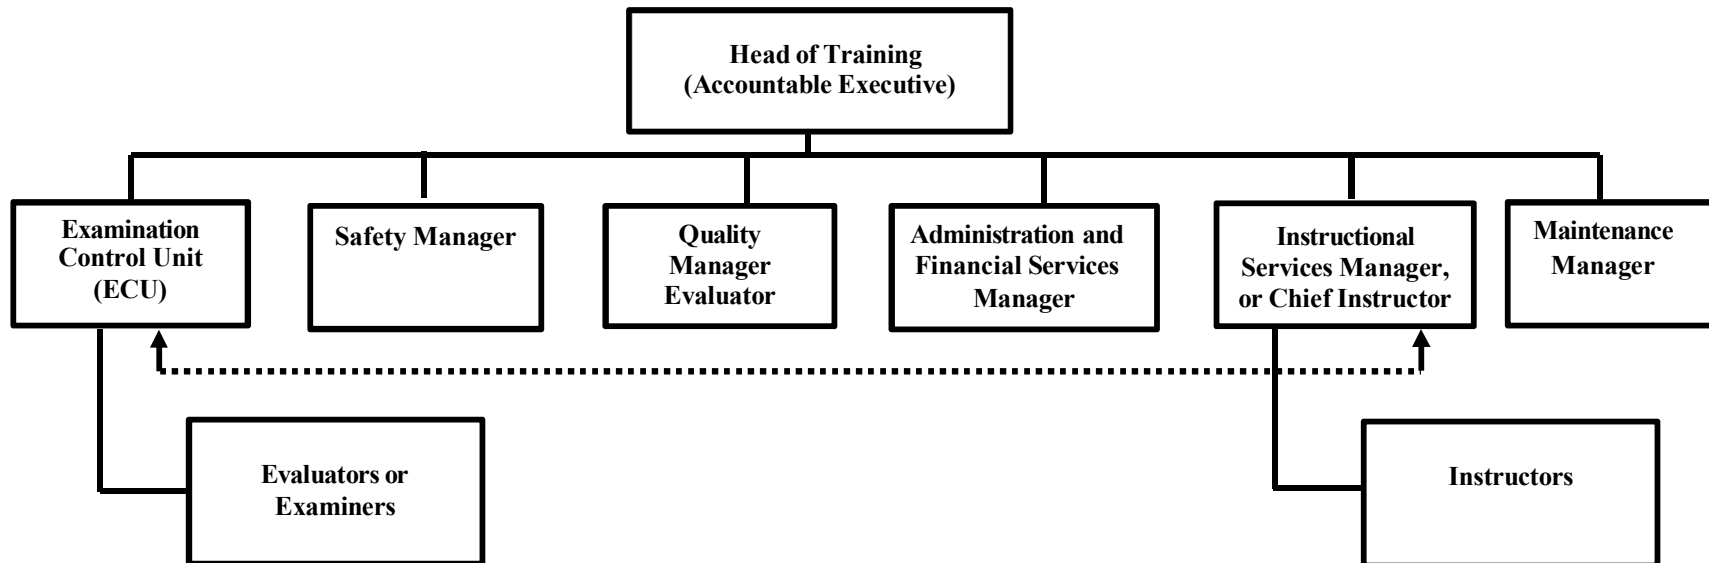 Head of Training
(Accountable Executive)
Examination
Control Unit
(ECU)
Safety Manager
Quality
Manager
Evaluator
Administration and
Financial Services
Manager
Instructional
Services Manager,
or Chief Instructor
Maintenance
Manager
Evaluators or
Examiners
Instructors